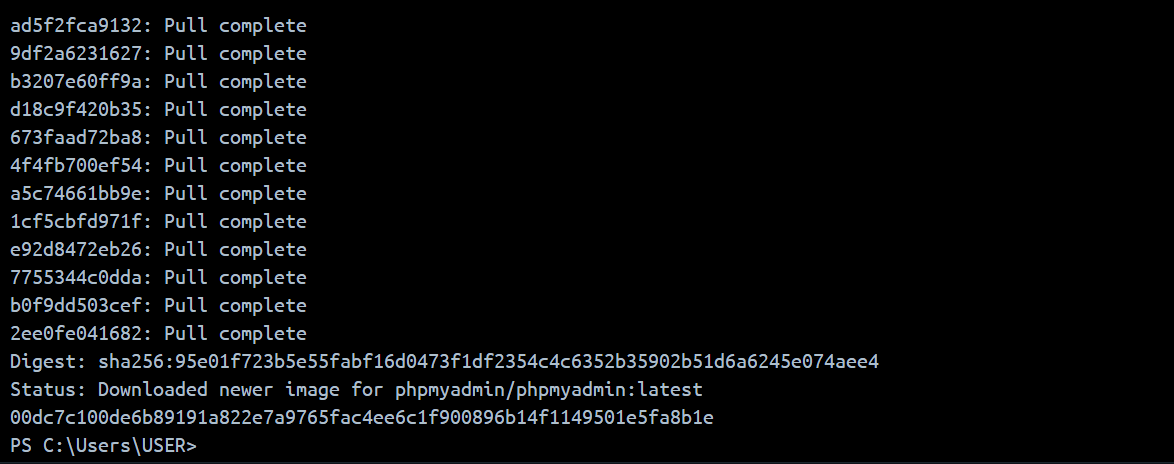 ad5f2fca9132: Pull complete
9df2a6231627: Pull complete
b3207e60ff9a: Pull complete
d18c9f420b35: Pull complete
673faad72ba8: Pull complete
4f4fb700ef54: Pull complete
a5c74661bb9e: Pull complete
1cf5cbfd971f: Pull complete
e92d8472eb26: Pull complete
7755344c0dda: Pull complete
b0f9dd503cef: Pull complete
2ee0fe041682: Pull complete
Digest: sha256:95e01f723b5e55fabf16d0473f1df2354c4c6352b35902b51d6a6245e074aee4
Status: Downloaded newer image for phpmyadmin/phpmyadmin:latest
00dc7c100de6b89191a822e7a9765fac4ee6c1f900896b14f1149501e5fa8b1e
PS C:\Users\USER>